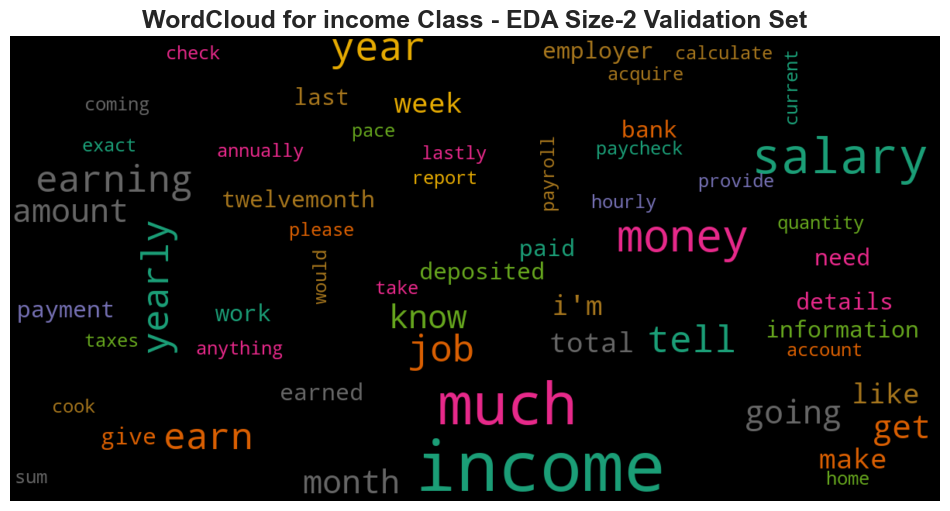 WordCloud for income Class - EDA Size-2 Validation Set
check
year
employer
calculate
acquire
current
coming
last
week
pace
bank
exact
annually
lastly
paycheck
salary
earning
report
payroll
provide
amount
twelvemonth
hourly
please
quantity
yearly
would
paid
money
need
deposited
take
payment
work
know
i'm
details
taxes
anything
job
total
tell
information
account
earned
much
like
cook
going
give
earn
get
make
sum
month
income
home